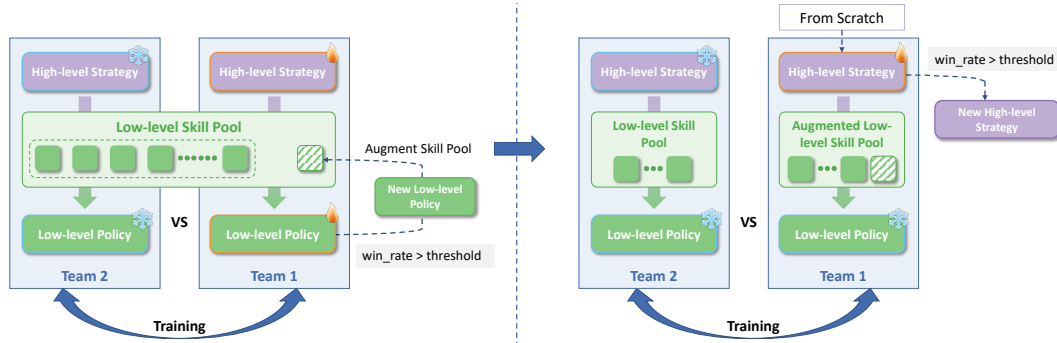 High-level Strategy
High-level Strategy
Low-level Skill Pool
Augment Skill Pool
New Low-level
Policy
Low-level Policy
VS
Low-level Policy
win_rate > threshold
Team 2
Team 1
Training
From Scratch
High-level Strategy
High-level Strategy
win_rate > threshold
New High-level
Strategy
Low-level Skill
Pool
Augmented Low-
level Skill Pool
Low-level Policy
VS
Low-level Policy
Team 2
Team 1
Training